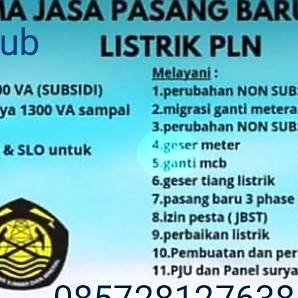 MA JASA PASANG BARU
LISTRIK PLN
ub
00 VA (SUBSIDI)
ya 1300 VA sampai
& SLO untuk
Melayani :
1.perubahan NON SUBS
2.migrasi ganti metera
3.perubahan NON SUBS
4.geser meter
5.ganti mcb
6.geser tiang listrik
7.pasang baru 3 phase
8.izin pesta ( JBST)
9.perbaikan listrik
10.Pembuatan dan per
11.PJU dan Panel surya
085728127638